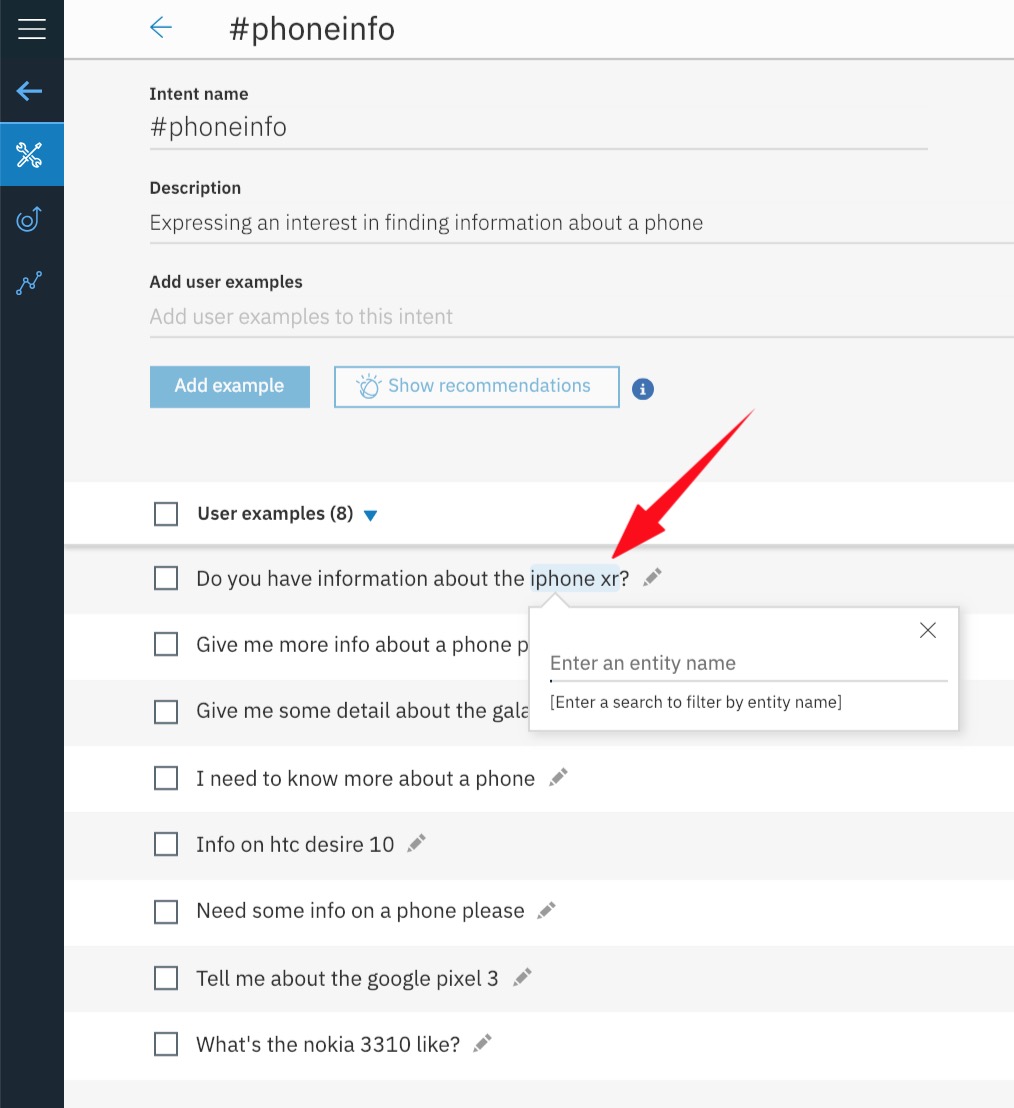 #phoneinfo
Intent name
#phoneinfo
Description
Expressing an interest in finding information about a phone
Add user examples
Add user examples to this intent
Add example
Show recommendations
i
User examples (8)
Do you have information about the iphone xr?
Give me more info about a phone p
Enter an entity name
[Enter a search to filter by entity name]
Give me some detail about the gala
I need to know more about a phone
Info on htc desire 10
Need some info on a phone please
Tell me about the google pixel 3
What's the nokia 3310 like?